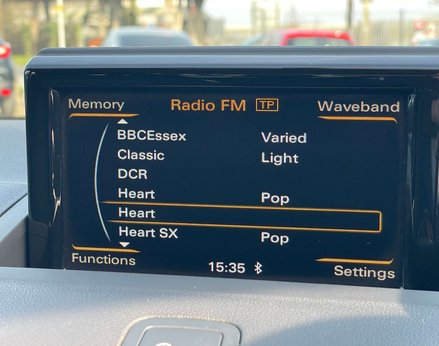 Memory Radio FM TP Waveband
BBCEssex Varied
Classic Light
DCR
Heart Pop
Heart
Heart SX Pop
Functions 15:35 Settings